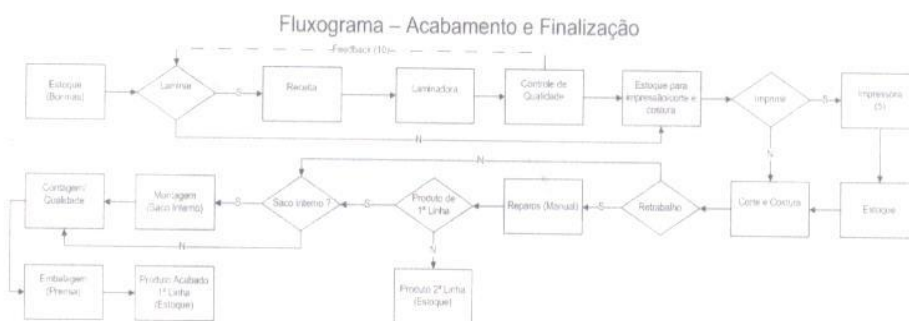 Fluxograma – Acabamento e Finalização
Feedback (10)
Estoque
(Bobinas)
Lamina
S
Receita
Laminadora
Controle de
Qualidade
Estoque para
impressão/corte e
costura
Imprimir
S
Impressora
(5)
N
N
N
Contagem/
Qualidade
Montagem
(Saco Interno)
S
Saco interno ?
S
Produto de
1ª Linha
Reparos (Manual)
S
Retrabalho
Corte e Costura
Estoque
N
N
Embalagem
(Prensa)
Produto Acabado
1ª Linha
(Estoque)
Produto 2ª Linha
(Estoque)